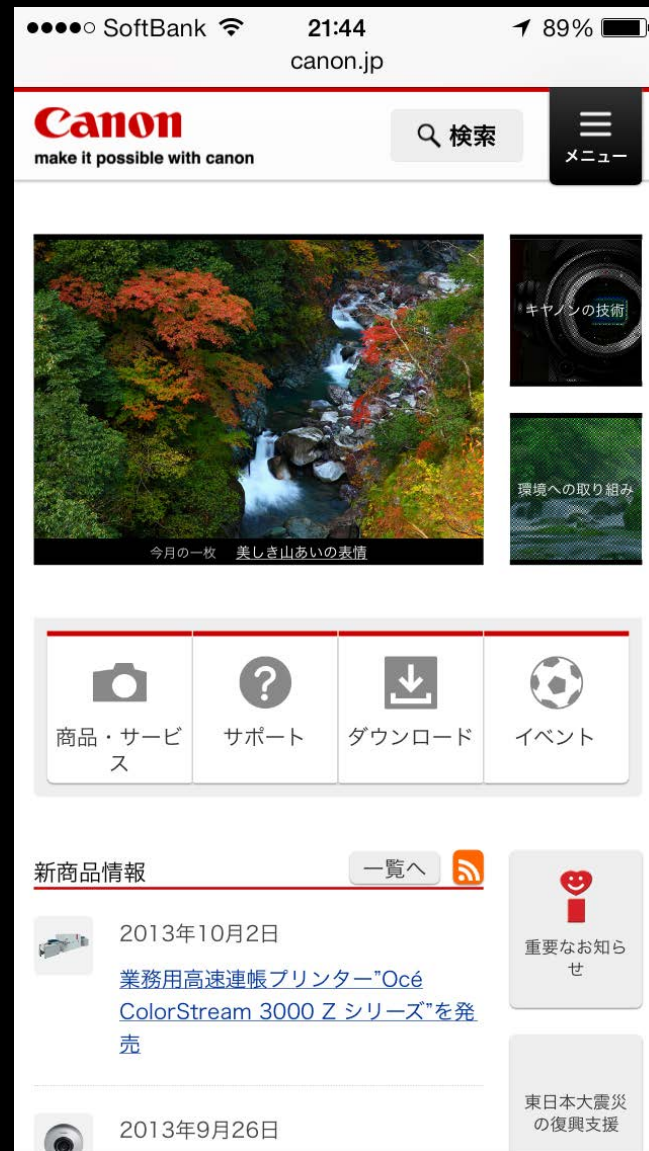 SoftBank 21:44 89%
canon.jp
Canon
make it possible with canon
検索
メニュー
キヤノンの技術
環境への取り組み
今月の一枚 美しき山あいの表情
商品・サービ
ス
サポート
ダウンロード
イベント
新商品情報
一覧へ
2013年10月2日
業務用高速連帳プリンター”Océ
ColorStream 3000 Z シリーズ”を発
売
2013年9月26日
重要なお知ら
せ
東日本大震災
の復興支援